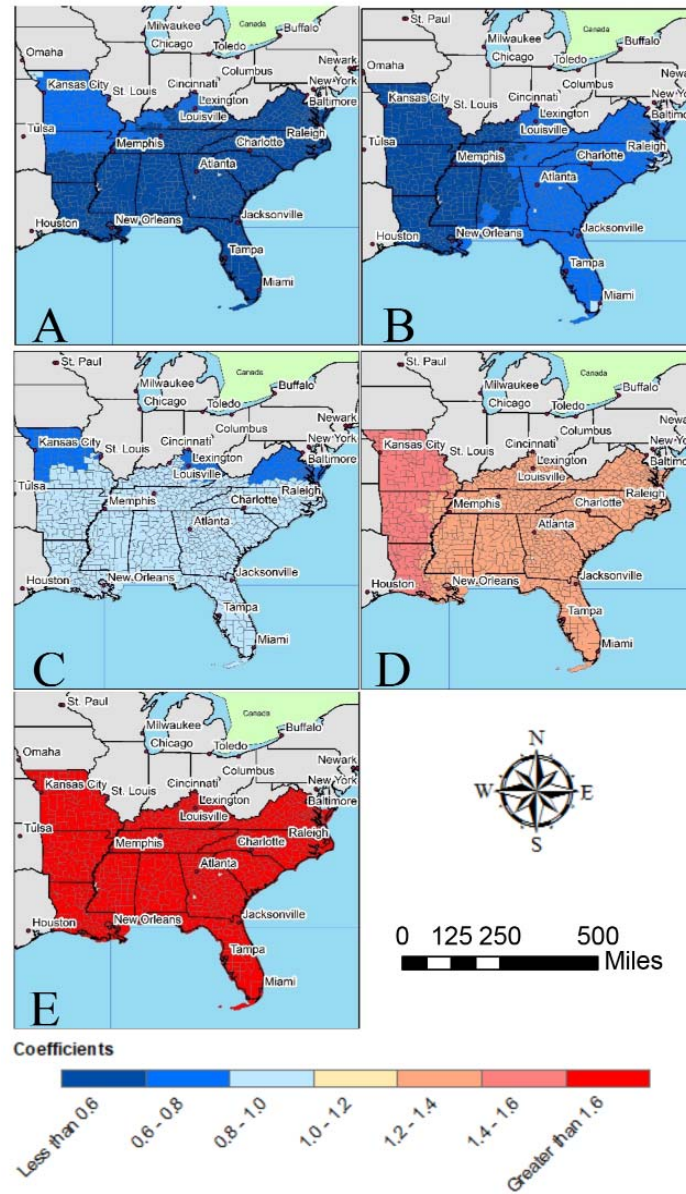 Milwaukee
Canada
Buffalo
Omaha
Chicago
Toledo
Newark
Columbus
New York
Kansas City
St. Louis
Cincinnati
Lexington
Baltimore
Louisville
Tulsa
Memphis
Raleigh
Charlotte
Atlanta
Houston
New Orleans
Jacksonville
Tampa
Miami
A
St. Paul
Milwaukee
Canada
Buffalo
Omaha
Chicago
Toledo
Newark
Columbus
New York
Kansas City
St. Louis
Cincinnati
Lexington
Baltimore
Louisville
Tulsa
Memphis
Raleigh
Charlotte
Atlanta
Houston
New Orleans
Jacksonville
Tampa
Miami
B
St. Paul
Milwaukee
Canada
Buffalo
Chicago
Toledo
Newark
Columbus
New York
Kansas City
St. Louis
Cincinnati
Lexington
Baltimore
Louisville
Tulsa
Memphis
Raleigh
Charlotte
Atlanta
Houston
New Orleans
Jacksonville
Tampa
Miami
C
St. Paul
Milwaukee
Canada
Buffalo
Chicago
Toledo
Newark
Columbus
New York
Kansas City
St. Louis
Cincinnati
Lexington
Baltimore
Louisville
Tulsa
Memphis
Raleigh
Charlotte
Atlanta
Houston
New Orleans
Jacksonville
Tampa
Miami
D
St. Paul
Milwaukee
Canada
Buffalo
Omaha
Chicago
Toledo
Newark
Columbus
New York
Kansas City
St. Louis
Cincinnati
Lexington
Baltimore
Louisville
Tulsa
Memphis
Raleigh
Charlotte
Atlanta
Houston
New Orleans
Jacksonville
Tampa
Miami
E
N
W E
S
0 125 250 500
Miles
Coefficients
Less than 0.6
0.6 - 0.8
0.8 - 1.0
1.0 - 1.2
1.2 - 1.4
1.4 - 1.6
Greater than 1.6